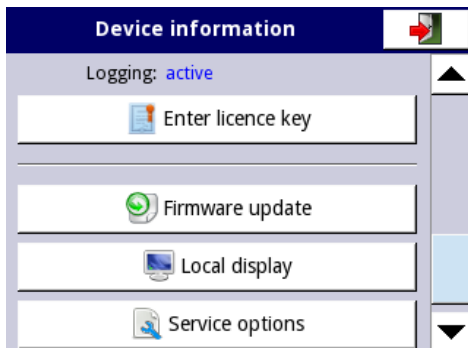 Device information
Logging: active
Enter licence key
Firmware update
Local display
Service options